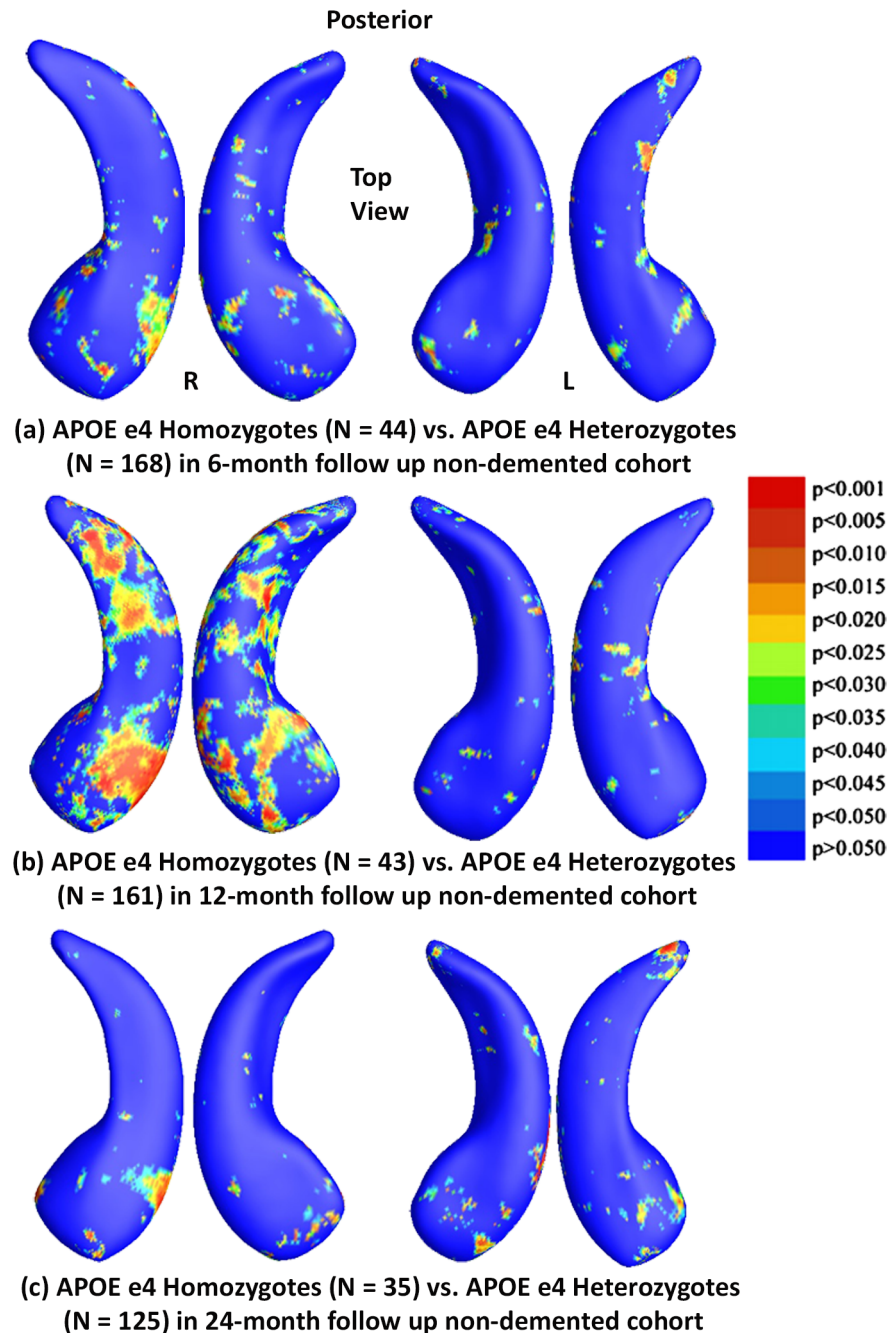 Posterior
Top
View
R
L
(a) APOE e4 Homozygotes (N = 44) vs. APOE e4 Heterozygotes
(N = 168) in 6-month follow up non-demented cohort
p<0.001
p<0.005
p<0.010
p<0.015
p<0.020
p<0.025
p<0.030
p<0.035
p<0.040
p<0.045
p<0.050
p>0.050
(b) APOE e4 Homozygotes (N = 43) vs. APOE e4 Heterozygotes
(N = 161) in 12-month follow up non-demented cohort
(c) APOE e4 Homozygotes (N = 35) vs. APOE e4 Heterozygotes
(N = 125) in 24-month follow up non-demented cohort